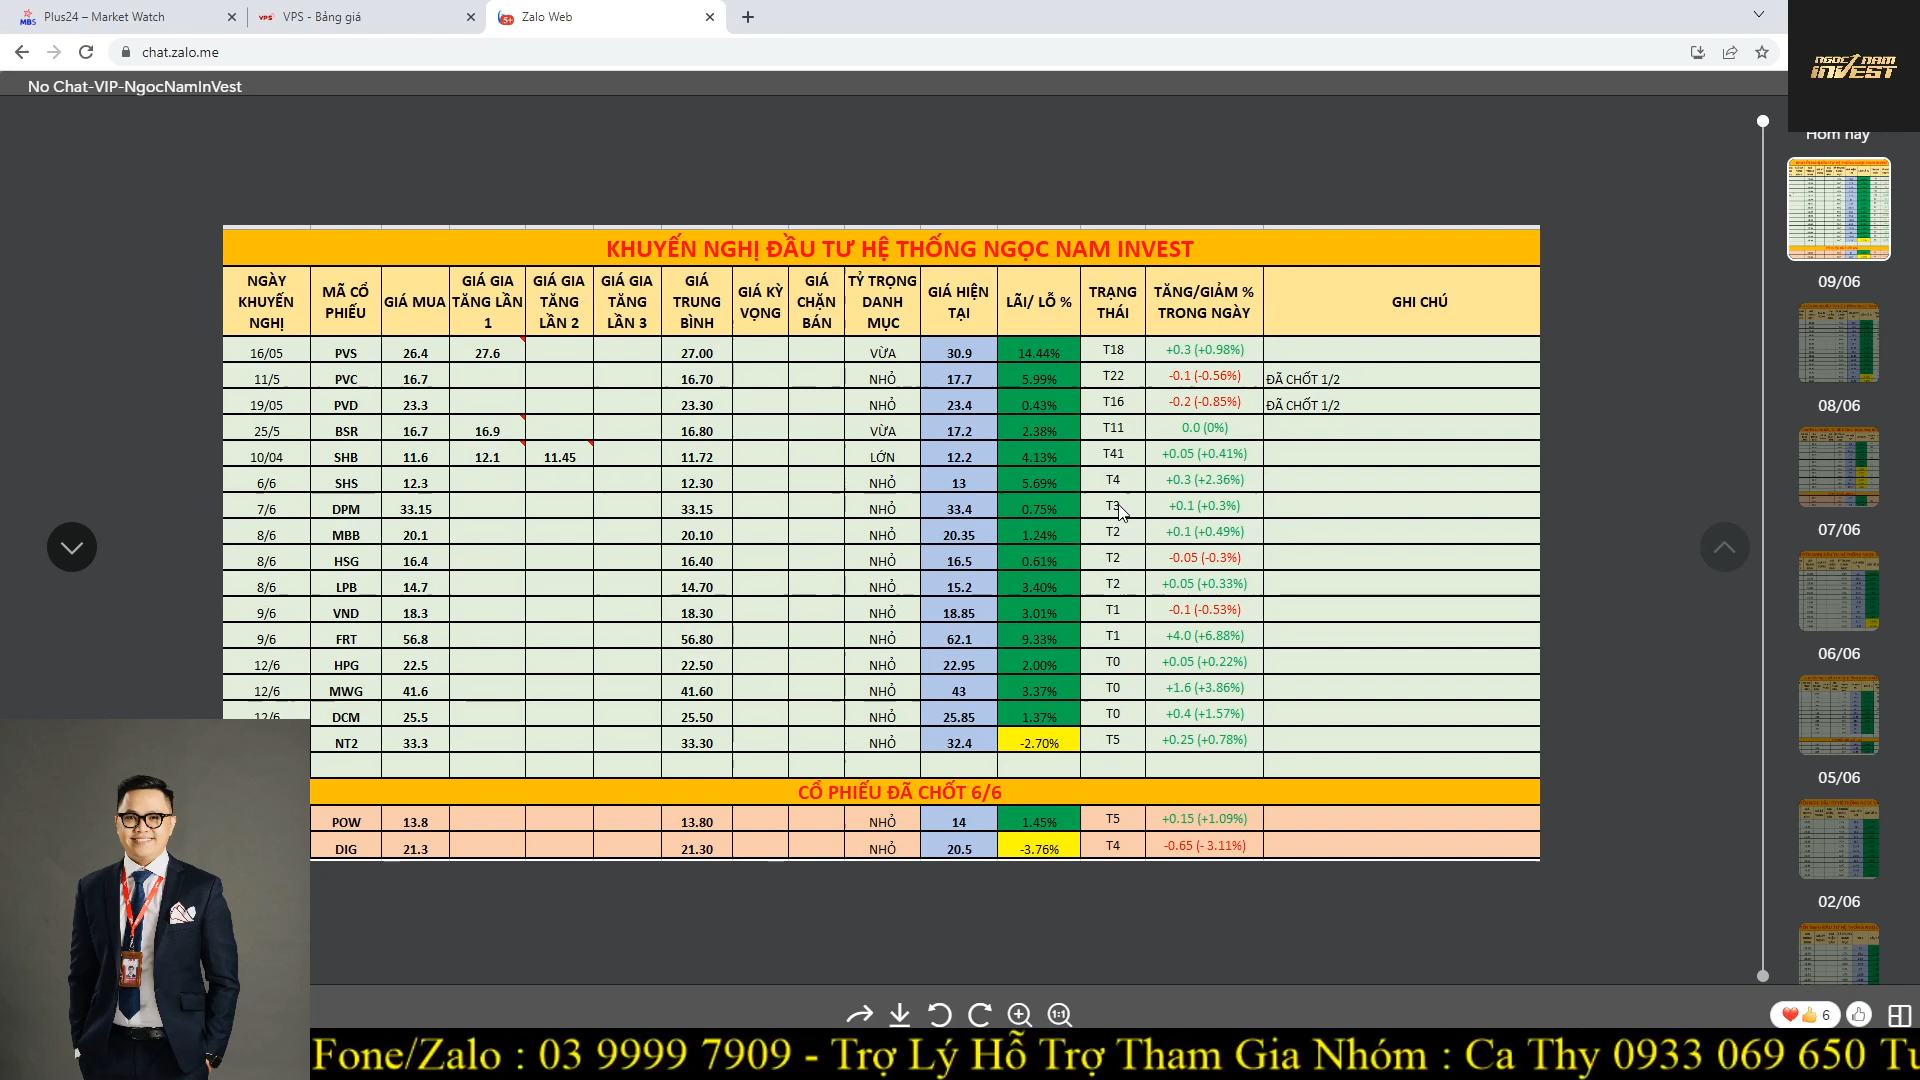 Plus24 – Market Watch
VPS - Bảng giá
Zalo Web
chat.zalo.me
No Chat-VIP-NgocNamInVest
NGOC NAM
INVEST
Hôm nay
KHUYẾN NGHỊ ĐẦU TƯ HỆ THỐNG NGỌC NAM INVEST
NGÀY KHUYẾN NGHỊ MÃ CỔ PHIẾU GIÁ MUA GIÁ GIA TĂNG LẦN 1 GIÁ GIA TĂNG LẦN 2 GIÁ GIA TĂNG LẦN 3 GIÁ TRUNG BÌNH GIÁ KỲ VỌNG GIÁ CHẶN BÁN TỶ TRỌNG DANH MỤC GIÁ HIỆN TẠI LÃI/ LỖ % TRẠNG THÁI TĂNG/GIẢM % TRONG NGÀY GHI CHÚ
16/05 PVS 26.4 27.6 27.00 VỪA 30.9 14.44% T18 +0.3 (+0.98%)
11/5 PVC 16.7 16.70 NHỎ 17.7 5.99% T22 -0.1 (-0.56%) ĐÃ CHỐT 1/2
19/05 PVD 23.3 23.30 NHỎ 23.4 0.43% T16 -0.2 (-0.85%) ĐÃ CHỐT 1/2
25/5 BSR 16.7 16.9 16.80 VỪA 17.2 2.38% T11 0.0 (0%)
10/04 SHB 11.6 12.1 11.45 11.72 LỚN 12.2 4.13% T41 +0.05 (+0.41%)
6/6 SHS 12.3 12.30 NHỎ 13 5.69% T4 +0.3 (+2.36%)
7/6 DPM 33.15 33.15 NHỎ 33.4 0.75% T3 +0.1 (+0.3%)
8/6 MBB 20.1 20.10 NHỎ 20.35 1.24% T2 +0.1 (+0.49%)
8/6 HSG 16.4 16.40 NHỎ 16.5 0.61% T2 -0.05 (-0.3%)
8/6 LPB 14.7 14.70 NHỎ 15.2 3.40% T2 +0.05 (+0.33%)
9/6 VND 18.3 18.30 NHỎ 18.85 3.01% T1 -0.1 (-0.53%)
9/6 FRT 56.8 56.80 NHỎ 62.1 9.33% T1 +4.0 (+6.88%)
12/6 HPG 22.5 22.50 NHỎ 22.95 2.00% T0 +0.05 (+0.22%)
12/6 MWG 41.6 41.60 NHỎ 43 3.37% T0 +1.6 (+3.86%)
12/6 DCM 25.5 25.50 NHỎ 25.85 1.37% T0 +0.4 (+1.57%)
NT2 33.3 33.30 NHỎ 32.4 -2.70% T5 +0.25 (+0.78%)
CỔ PHIẾU ĐÃ CHỐT 6/6
POW 13.8 13.80 NHỎ 14 1.45% T5 +0.15 (+1.09%)
DIG 21.3 21.30 NHỎ 20.5 -3.76% T4 -0.65 (- 3.11%)
09/06
08/06
07/06
06/06
05/06
02/06
6
Fone/Zalo : 03 9999 7909 - Trợ Lý Hỗ Trợ Tham Gia Nhóm : Ca Thy 0933 069 650 Tu